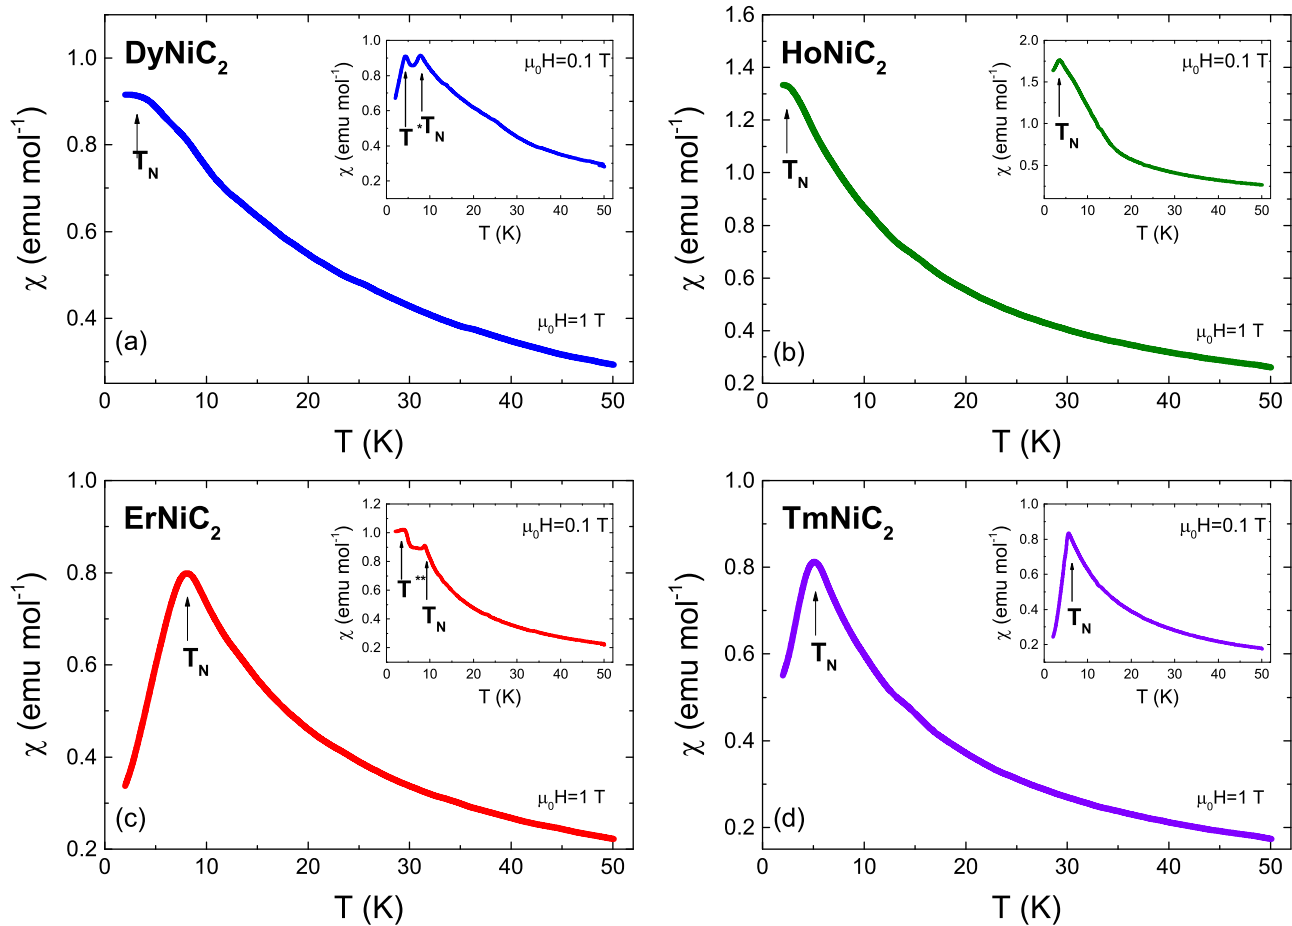 DyNiC2
1.0
0.8
0.6
0.4
χ (emu mol-1)
TN
(a)
μ0H=1 T
0 10 20 30 40 50
T (K)
μ0H=0.1 T
1.0
0.8
0.6
0.4
0.2
χ (emu mol-1)
T* TN
0 10 20 30 40 50
T (K)
HoNiC2
1.6
1.4
1.2
1.0
0.8
0.6
0.4
0.2
χ (emu mol-1)
TN
(b)
μ0H=1 T
0 10 20 30 40 50
T (K)
μ0H=0.1 T
2.0
1.5
1.0
0.5
χ (emu mol-1)
TN
0 10 20 30 40 50
T (K)
ErNiC2
1.0
0.8
0.6
0.4
0.2
χ (emu mol-1)
TN
(c)
μ0H=1 T
0 10 20 30 40 50
T (K)
μ0H=0.1 T
1.2
1.0
0.8
0.6
0.4
0.2
χ (emu mol-1)
T**
TN
0 10 20 30 40 50
T (K)
TmNiC2
1.0
0.8
0.6
0.4
0.2
χ (emu mol-1)
TN
(d)
μ0H=1 T
0 10 20 30 40 50
T (K)
μ0H=0.1 T
1.0
0.8
0.6
0.4
0.2
χ (emu mol-1)
TN
0 10 20 30 40 50
T (K)